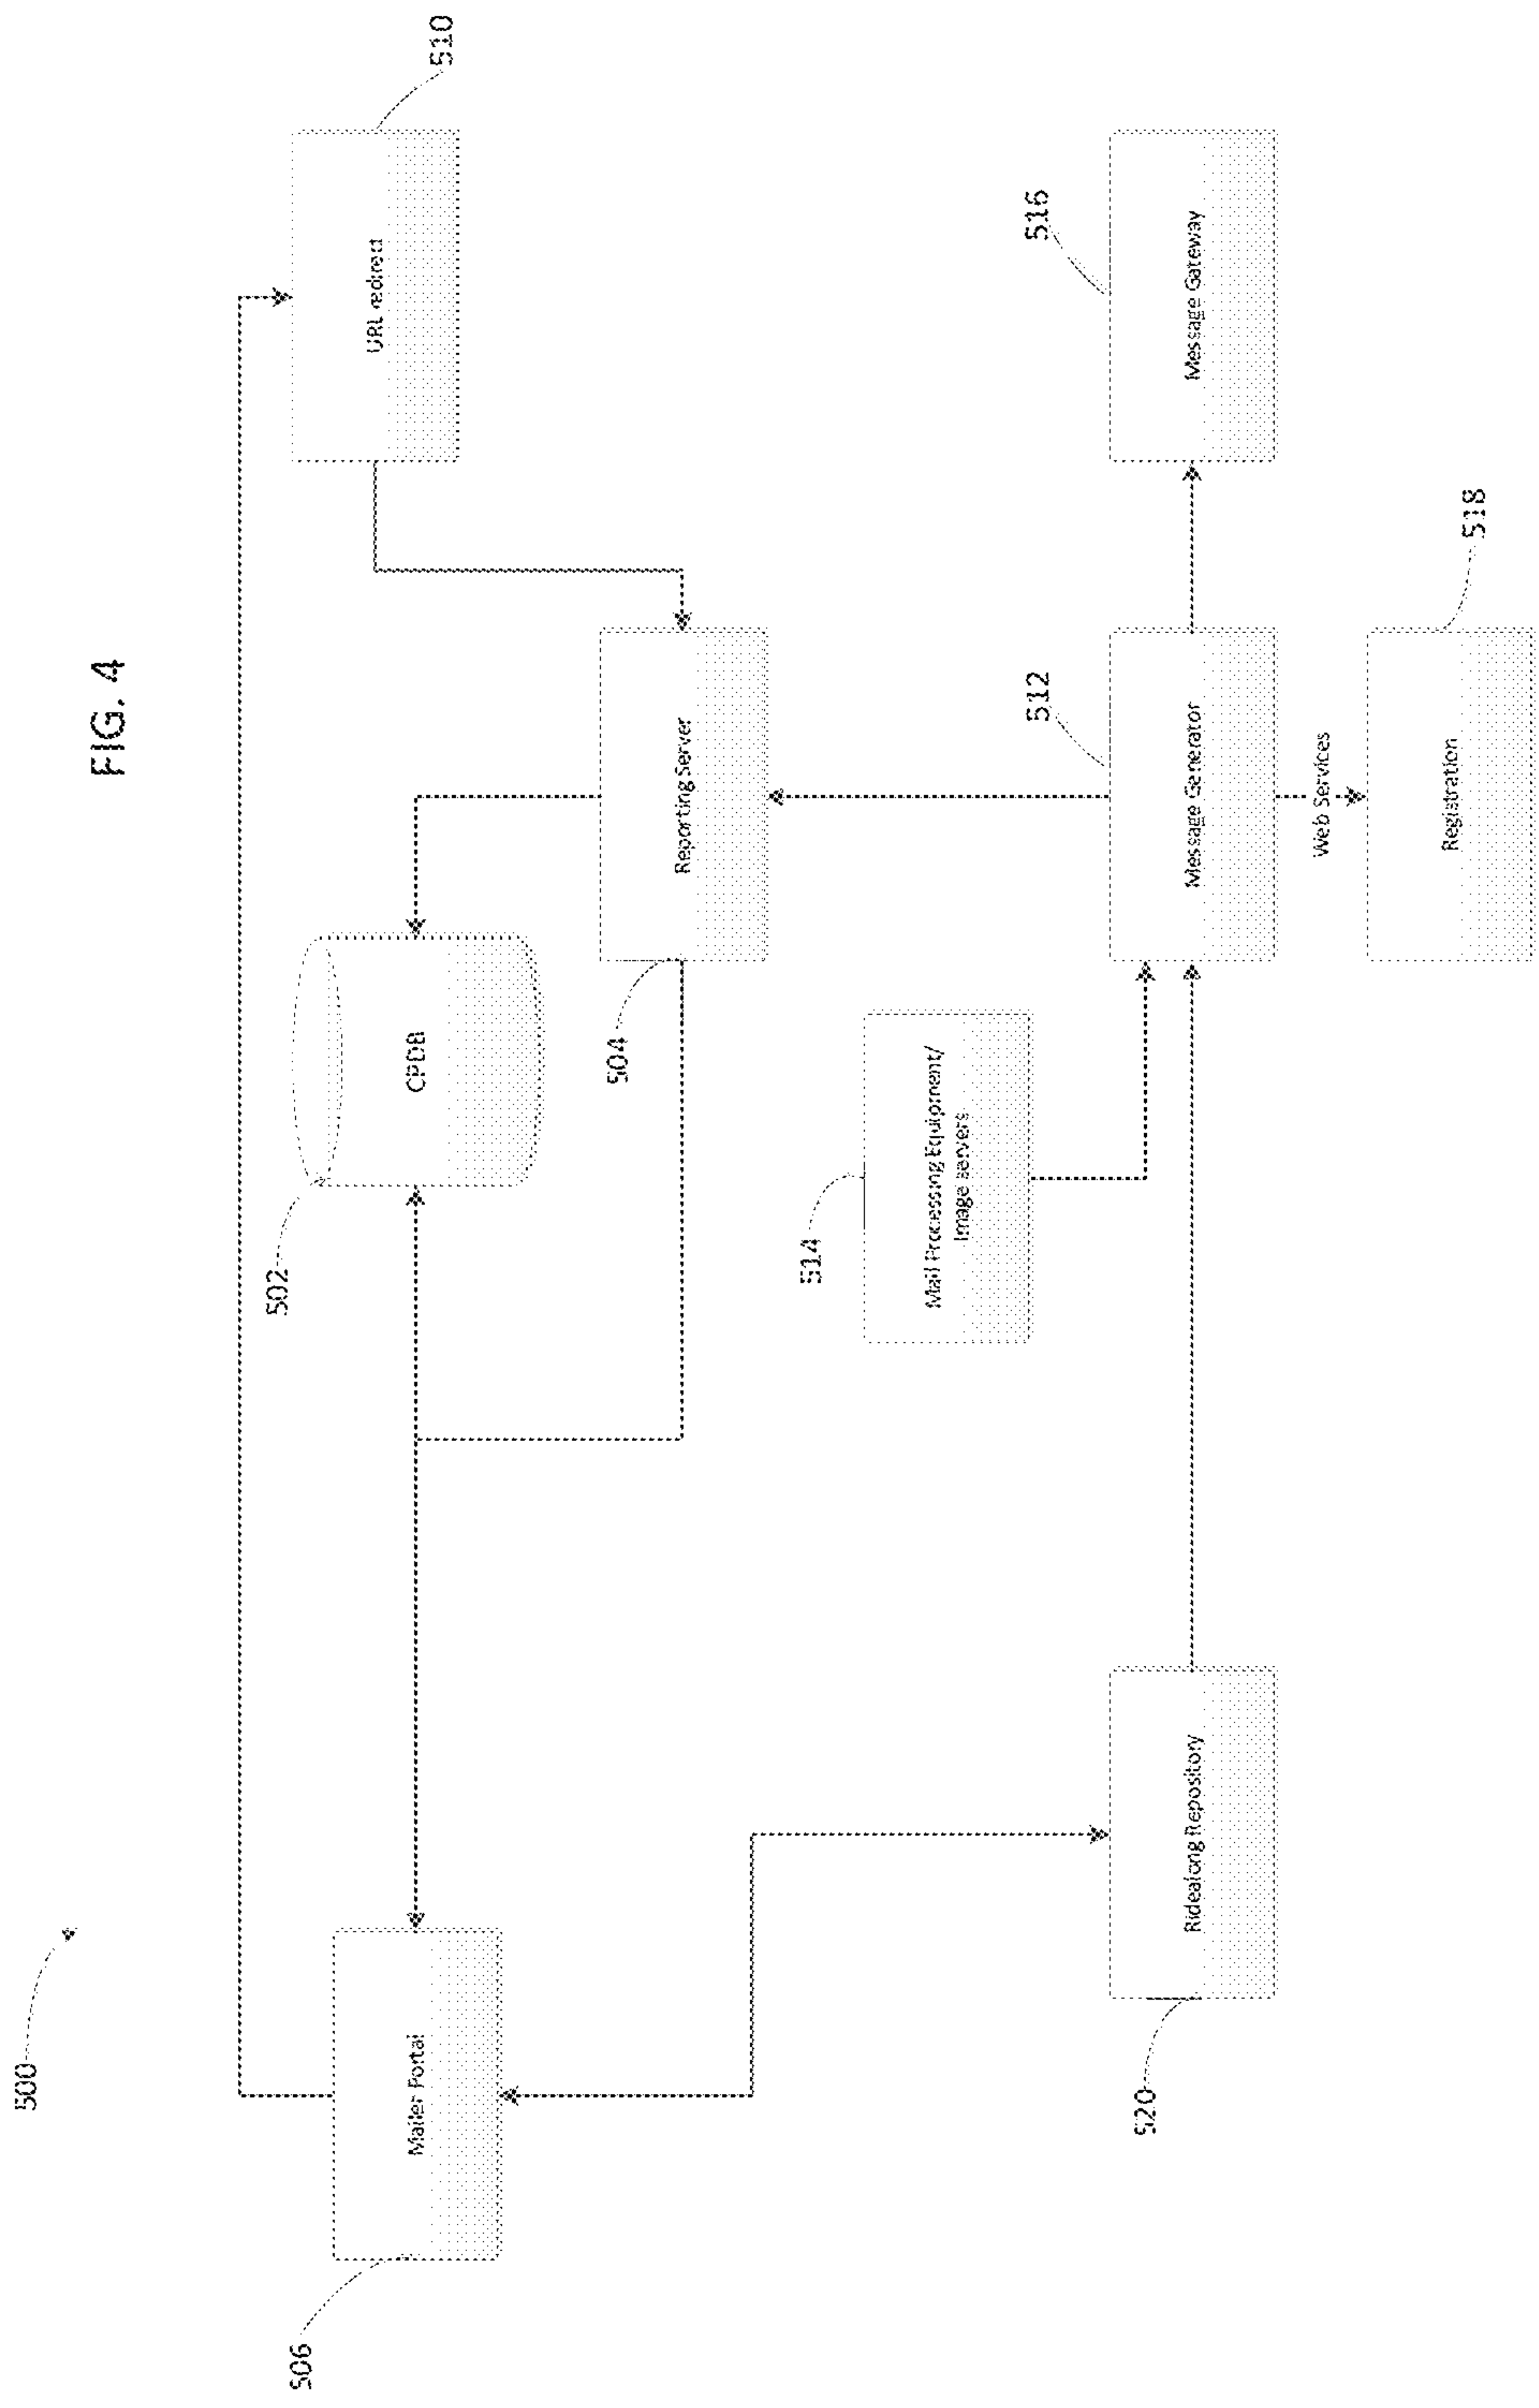 FIG. 4
500
510
URL redirect
502
CPDB
506
Mailer Portal
504
Reporting Server
514
Mail Processing Equipment/
Image servers
512
Message Generator
516
Message Gateway
520
Ridealong Repository
Web Services
518
Registration